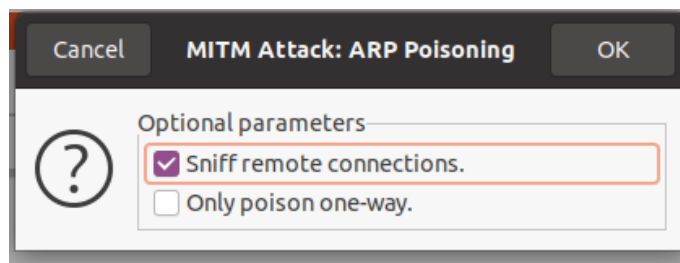 Cancel MITM Attack: ARP Poisoning OK
Optional parameters
Sniff remote connections.
Only poison one-way.